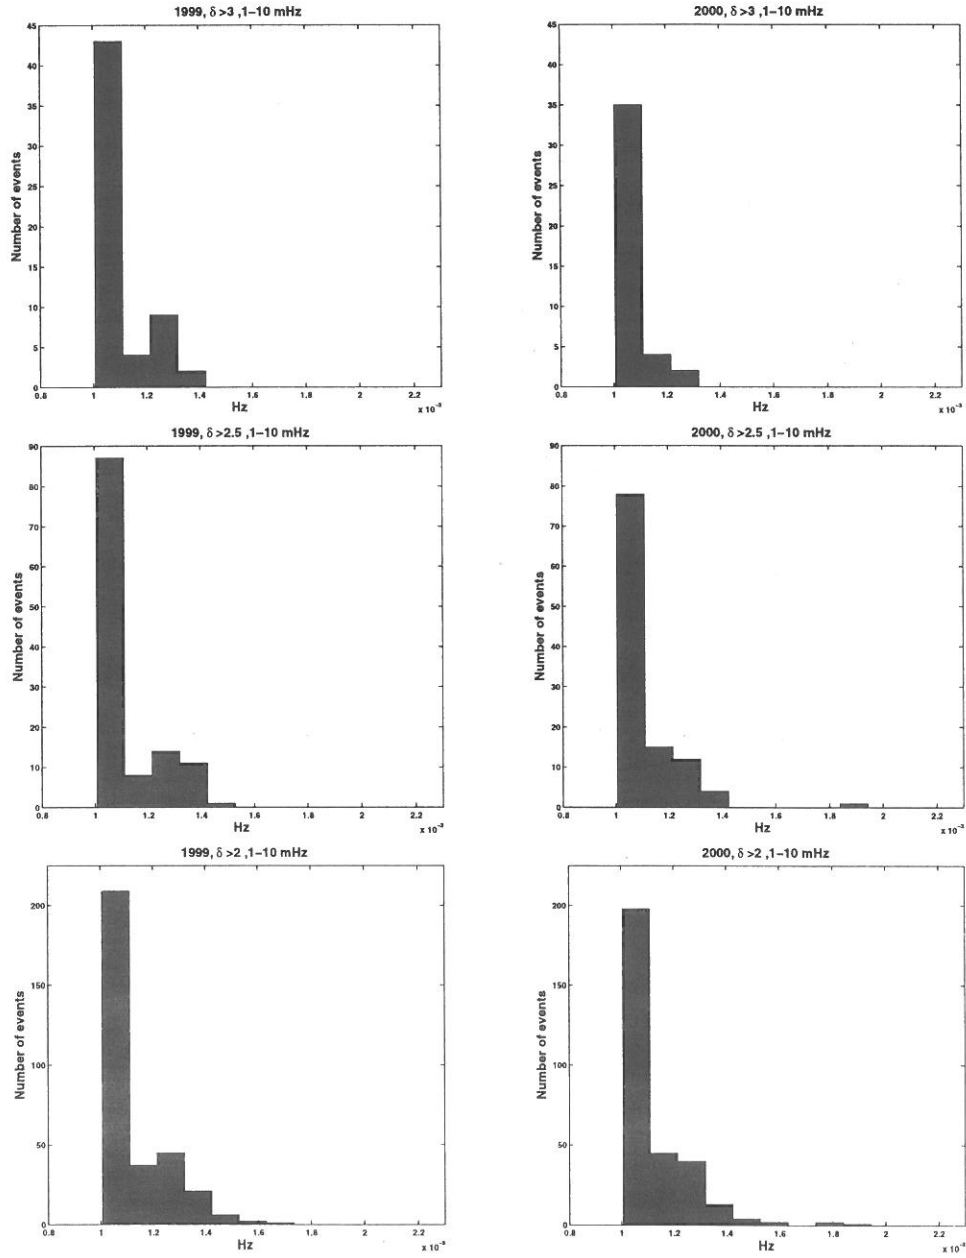 1999, δ >3 ,1–10 mHz
45
40
35
30
25
20
15
10
5
0
Number of events
0.8 1 1.2 1.4 1.6 1.8 2 2.2
Hz
x 10⁻³
2000, δ >3 ,1–10 mHz
45
40
35
30
25
20
15
10
5
0
Number of events
0.8 1 1.2 1.4 1.6 1.8 2 2.2
Hz
x 10⁻³
1999, δ >2.5 ,1–10 mHz
90
80
70
60
50
40
30
20
10
0
Number of events
0.8 1 1.2 1.4 1.6 1.8 2 2.2
Hz
x 10⁻³
2000, δ >2.5 ,1–10 mHz
90
80
70
60
50
40
30
20
10
0
Number of events
0.8 1 1.2 1.4 1.6 1.8 2 2.2
Hz
x 10⁻³
1999, δ >2 ,1–10 mHz
200
150
100
50
0
Number of events
0.8 1 1.2 1.4 1.6 1.8 2 2.2
Hz
x 10⁻³
2000, δ >2 ,1–10 mHz
200
150
100
50
0
Number of events
0.8 1 1.2 1.4 1.6 1.8 2 2.2
Hz
x 10⁻³